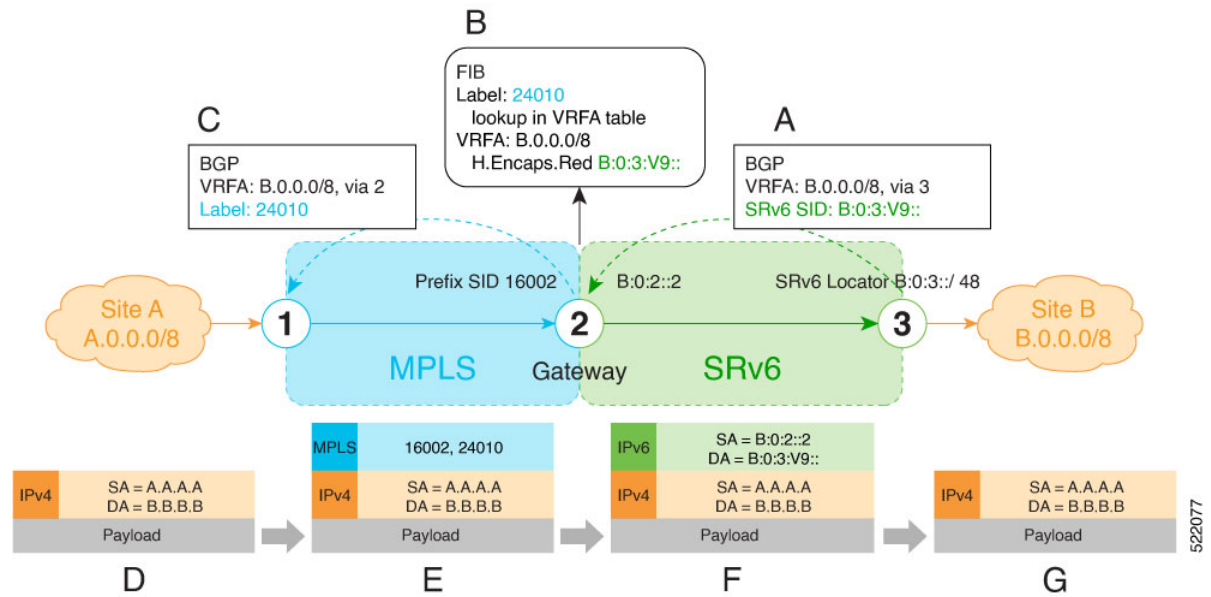 B
FIB
Label: 24010
lookup in VRFA table
VRFA: B.0.0.0/8
H.Encaps.Red B:0:3:V9::
C
BGP
VRFA: B.0.0.0/8, via 2
Label: 24010
A
BGP
VRFA: B.0.0.0/8, via 3
SRv6 SID: B:0:3:V9::
Prefix SID 16002
B:0:2::2
SRv6 Locator B:0:3::/ 48
Site A
A.0.0.0/8
1
2
3
Site B
B.0.0.0/8
MPLS
Gateway
SRv6
IPv4
SA = A.A.A.A
DA = B.B.B.B
Payload
D
MPLS
16002, 24010
IPv4
SA = A.A.A.A
DA = B.B.B.B
Payload
E
IPv6
SA = B:0:2::2
DA = B:0:3:V9::
IPv4
SA = A.A.A.A
DA = B.B.B.B
Payload
F
IPv4
SA = A.A.A.A
DA = B.B.B.B
Payload
G
522077